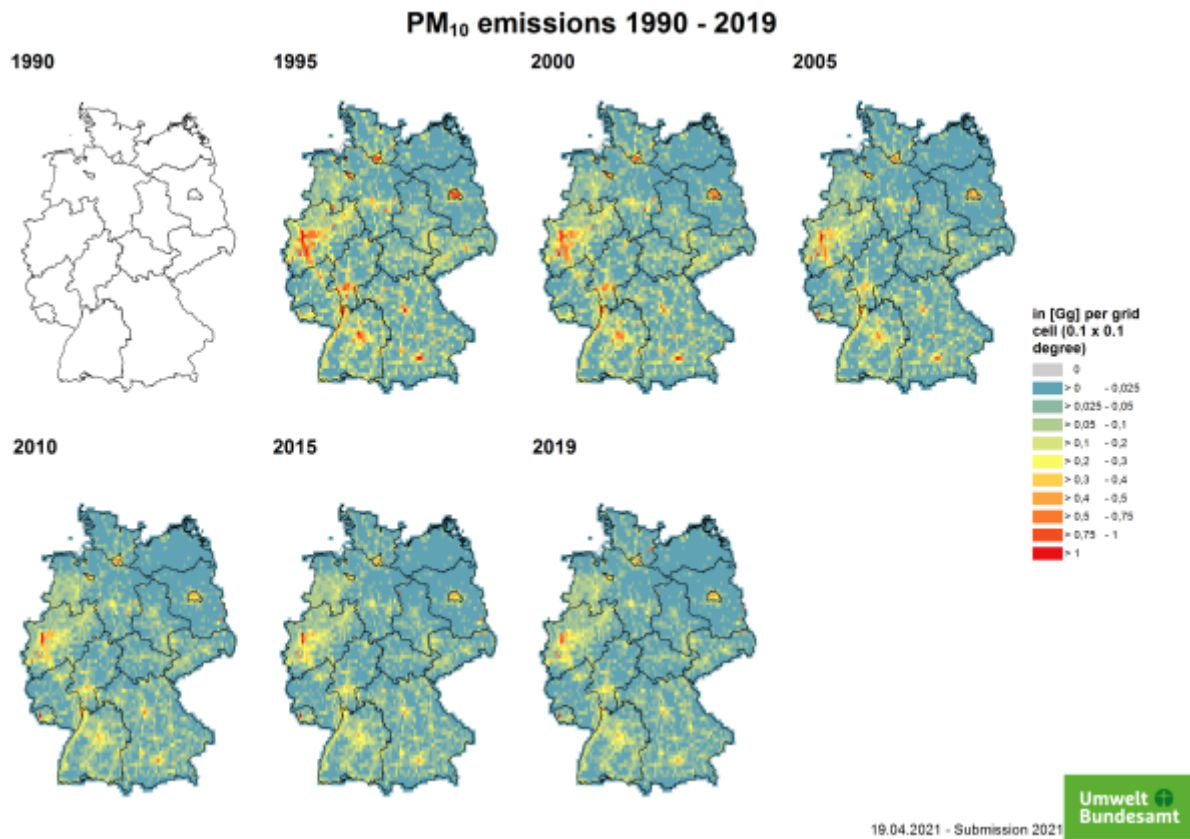 PM₁₀ emissions 1990 - 2019
1990
1995
2000
2005
2010
2015
2019
in [Gg] per grid
cell (0.1 x 0.1
degree)
0
> 0 - 0,025
> 0,025 - 0,05
> 0,05 - 0,1
> 0,1 - 0,2
> 0,2 - 0,3
> 0,3 - 0,4
> 0,4 - 0,5
> 0,5 - 0,75
> 0,75 - 1
> 1
19.04.2021 - Submission 2021
Umwelt
Bundesamt